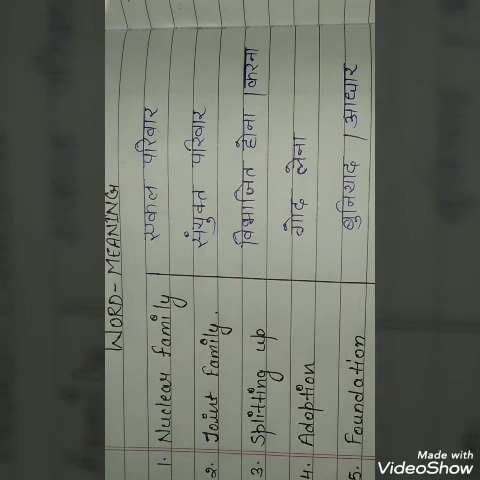 WORD-MEANING
1. Nuclear family एकल परिवार
2. Joint Family. संयुक्त परिवार
3. Splitting up विभाजित होना / करना
4. Adoption गोद लेना
5. Foundation बुनियाद / आधार
Made with
VideoShow